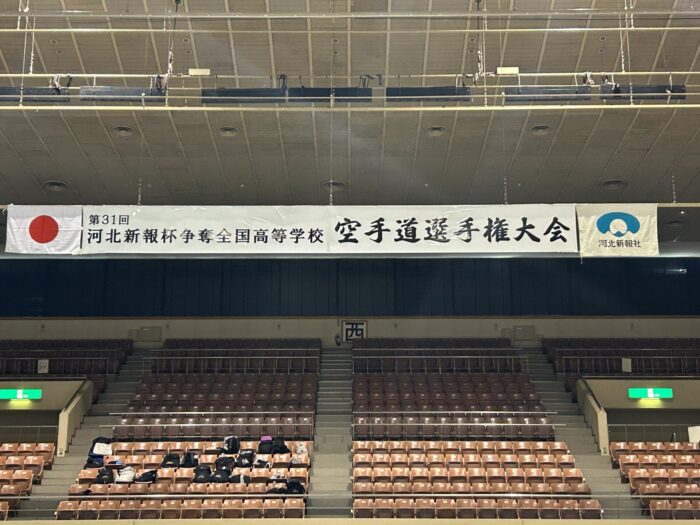 第31回
河北新報杯争奪全国高等学校
空手道選手権大会
河北新報社
西